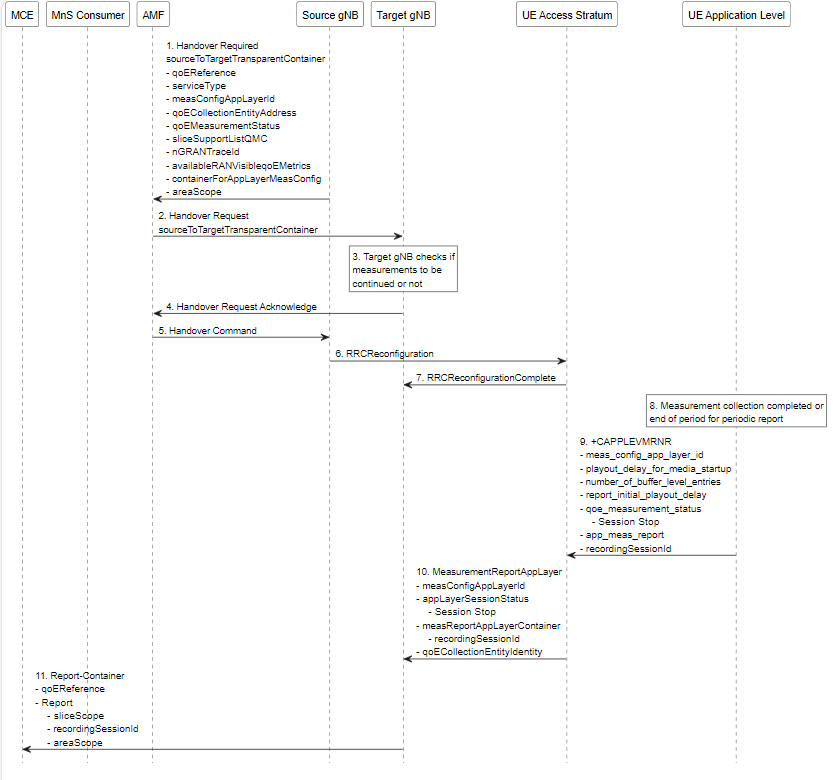 MCE
MnS Consumer
AMF
Source gNB
Target gNB
UE Access Stratum
UE Application Level
1. Handover Required
sourceToTargetTransparentContainer
- qoEReference
- serviceType
- measConfigAppLayerId
- qoECollectionEntityAddress
- qoEMeasurementStatus
- sliceSupportListQMC
- nGRANTraceId
- availableRANVisibleqoEMetrics
- containerForAppLayerMeasConfig
- areaScope
2. Handover Request
sourceToTargetTransparentContainer
3. Target gNB checks if
measurements to be
continued or not
4. Handover Request Acknowledge
5. Handover Command
6. RRCReconfiguration
7. RRCReconfigurationComplete
8. Measurement collection completed or
end of period for periodic report
9. +CAPPLEVMRNR
- meas_config_app_layer_id
- playout_delay_for_media_startup
- number_of_buffer_level_entries
- report_initial_playout_delay
- qoe_measurement_status
- Session Stop
- app_meas_report
- recordingSessionId
10. MeasurementReportAppLayer
- measConfigAppLayerId
- appLayerSessionStatus
- Session Stop
- measReportAppLayerContainer
- recordingSessionId
- qoECollectionEntityIdentity
11. Report-Container
- qoEReference
- Report
- sliceScope
- recordingSessionId
- areaScope